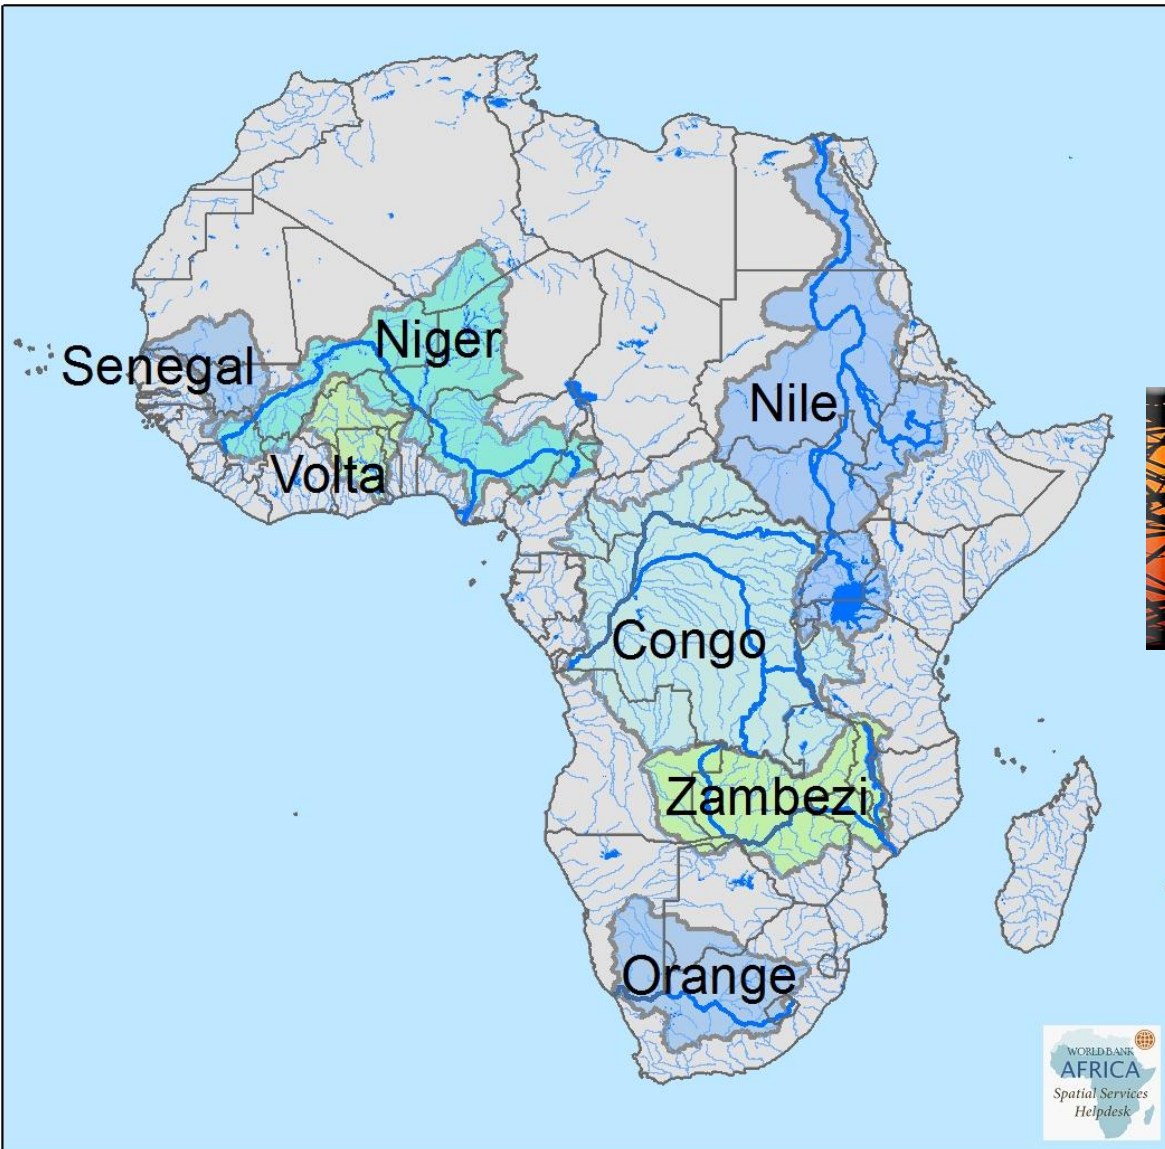 Niger
Senegal
Nile
Volta
Congo
Zambezi
Orange
WORLD BANK
AFRICA
Spatial Services
Helpdesk